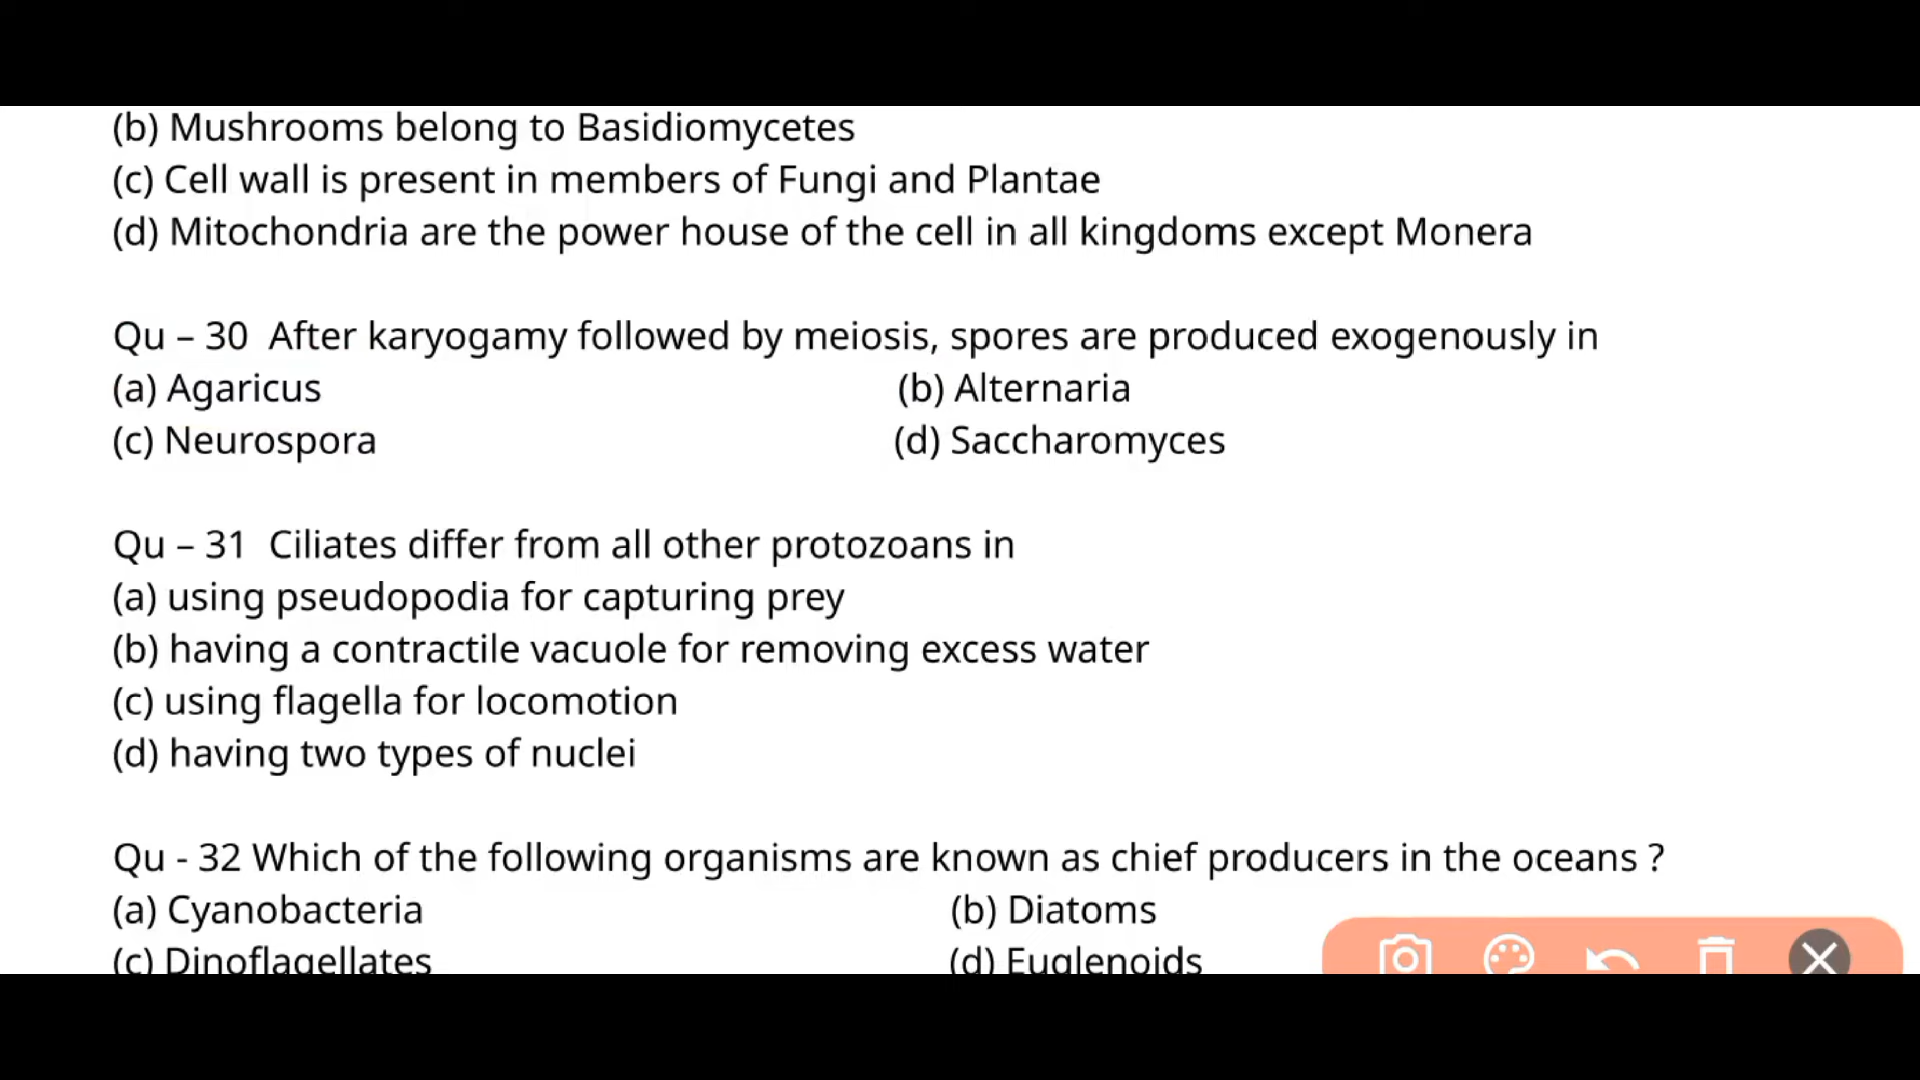 (b) Mushrooms belong to Basidiomycetes
(c) Cell wall is present in members of Fungi and Plantae
(d) Mitochondria are the power house of the cell in all kingdoms except Monera
Qu – 30 After karyogamy followed by meiosis, spores are produced exogenously in
(a) Agaricus (b) Alternaria
(c) Neurospora (d) Saccharomyces
Qu – 31 Ciliates differ from all other protozoans in
(a) using pseudopodia for capturing prey
(b) having a contractile vacuole for removing excess water
(c) using flagella for locomotion
(d) having two types of nuclei
Qu - 32 Which of the following organisms are known as chief producers in the oceans ?
(a) Cyanobacteria (b) Diatoms
(c) Dinoflagellates (d) Euglenoids